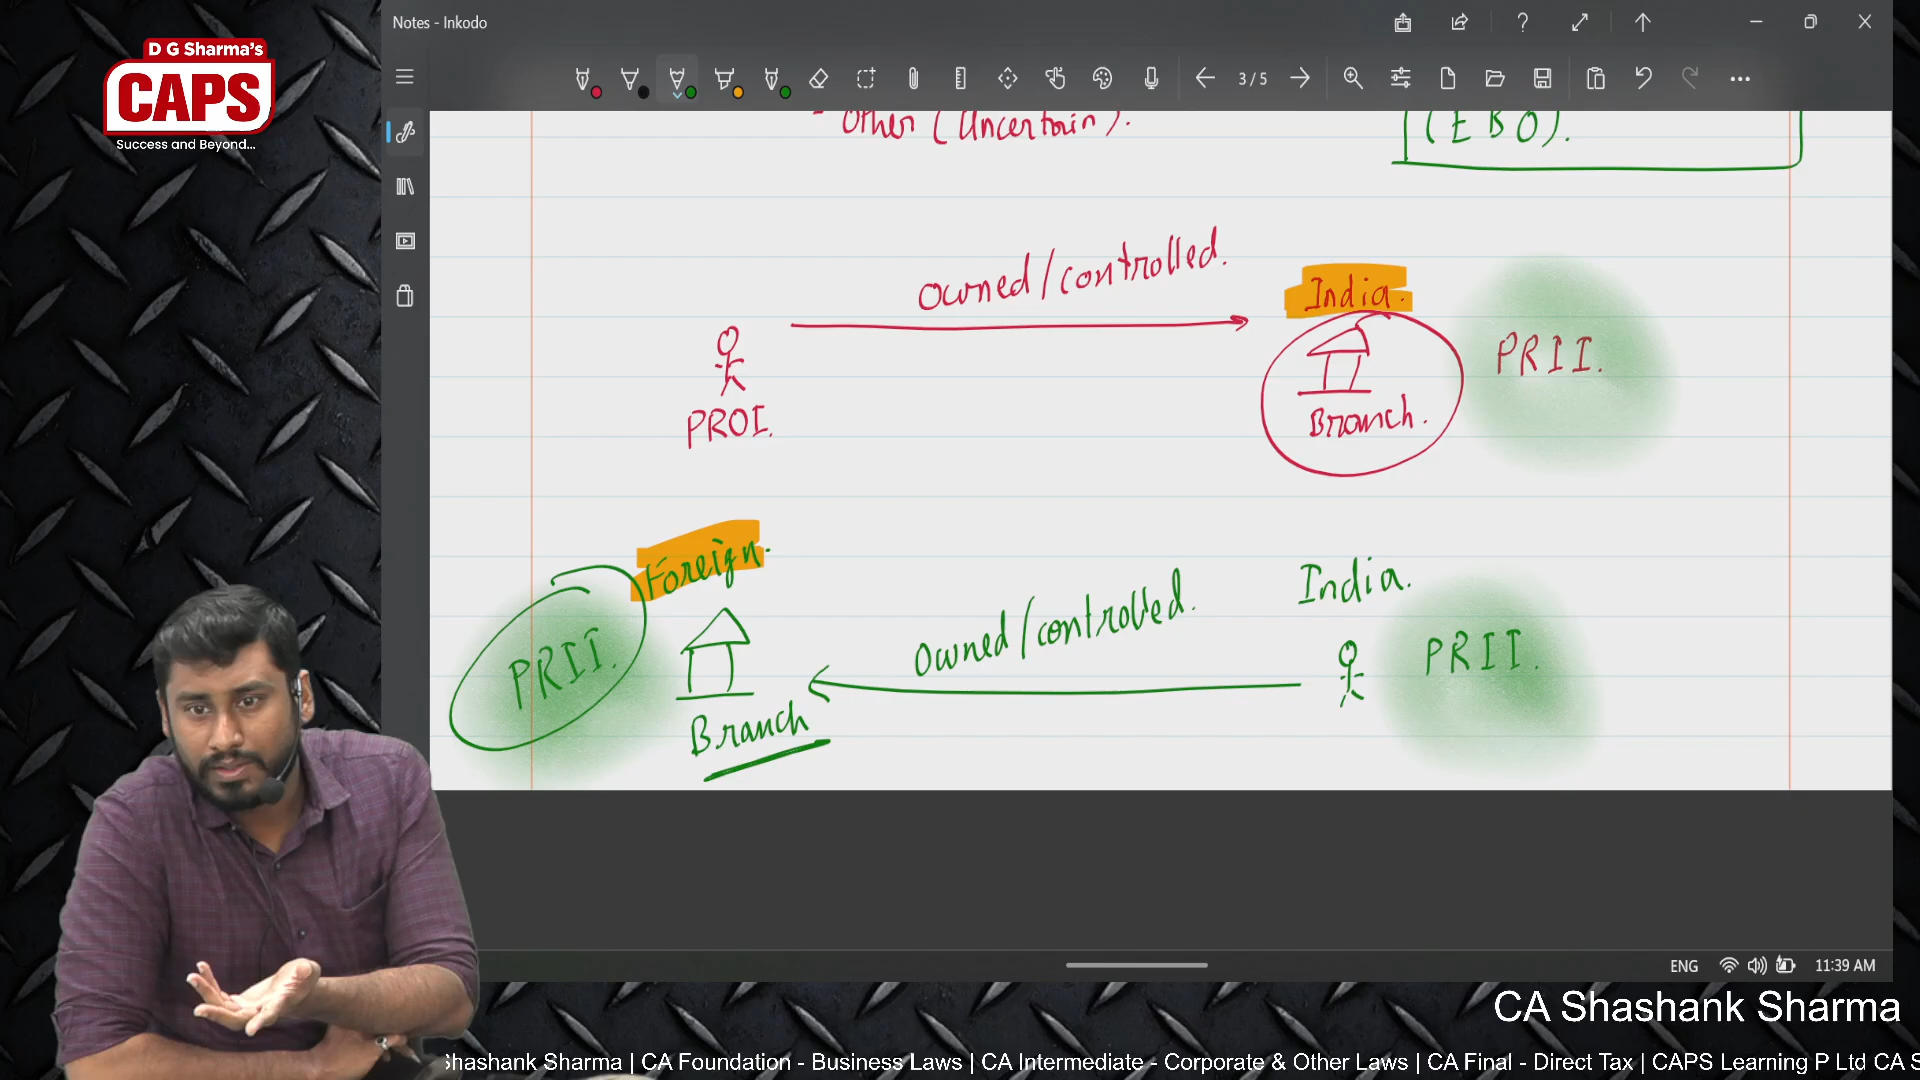 Notes - Inkodo
D G Sharma's
CAPS
Success and Beyond...
3 / 5
- Other (Uncertain).
(EBO).
Owned/controlled.
India.
PROI.
Branch.
PRII.
Foreign.
PRII.
Branch
Owned/controlled.
India.
PRII.
ENG
11:39 AM
CA Shashank Sharma
Shashank Sharma | CA Foundation - Business Laws | CA Intermediate - Corporate & Other Laws | CA Final - Direct Tax | CAPS Learning P Ltd CA S